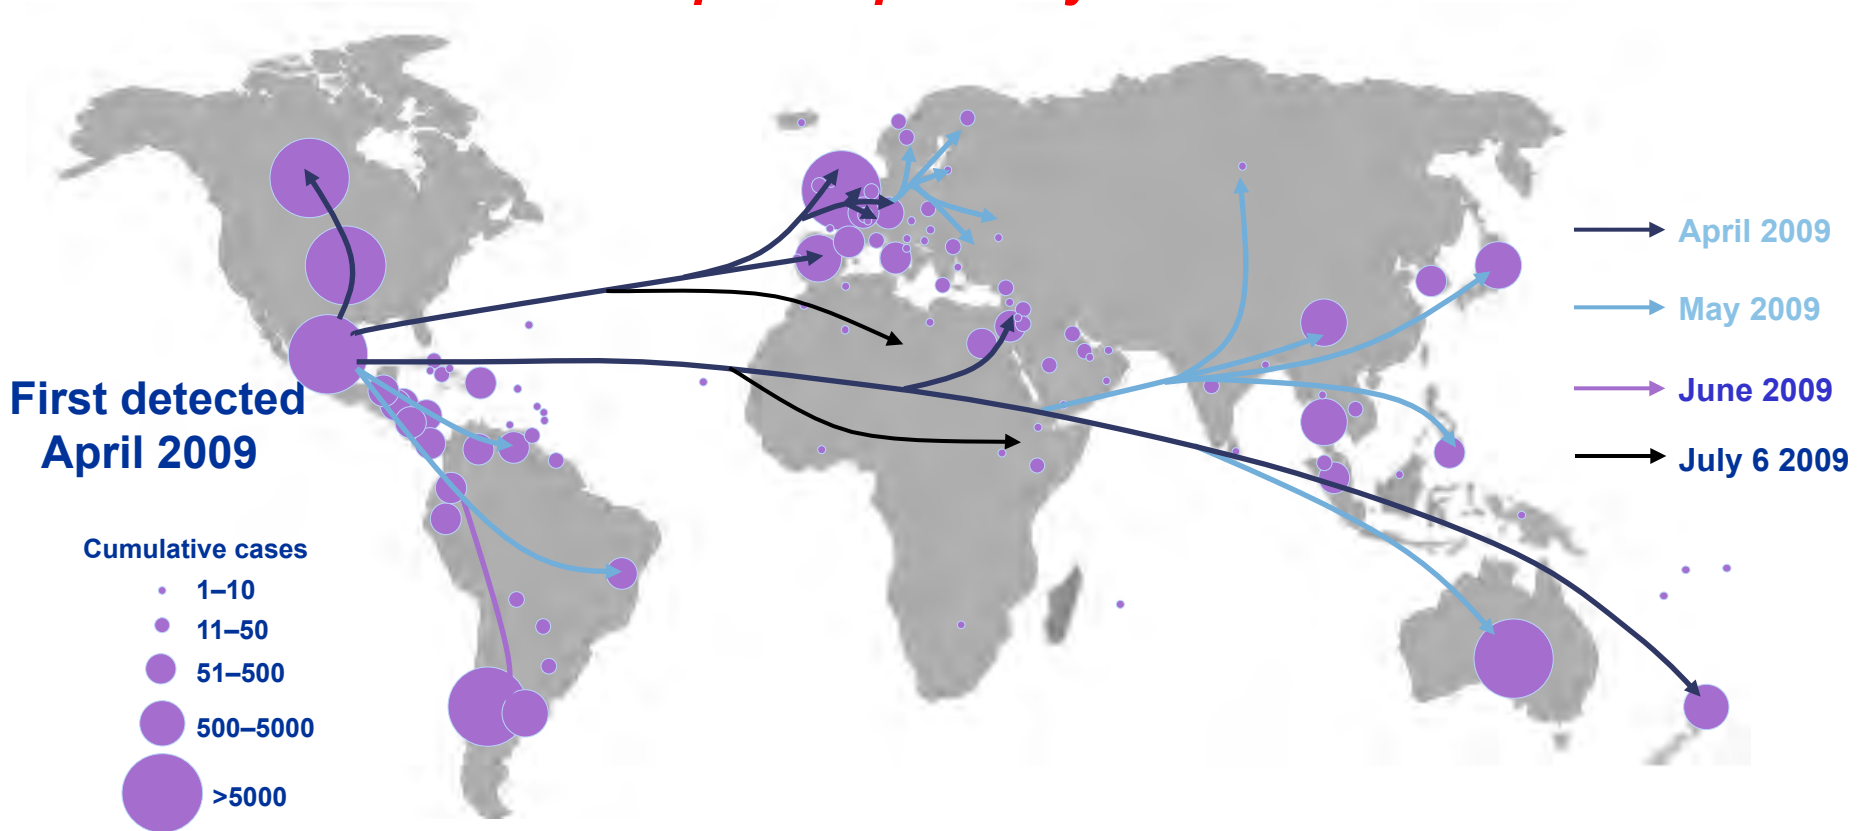 First detected
April 2009
Cumulative cases
1–10
11–50
51–500
500–5000
>5000
April 2009
May 2009
June 2009
July 6 2009